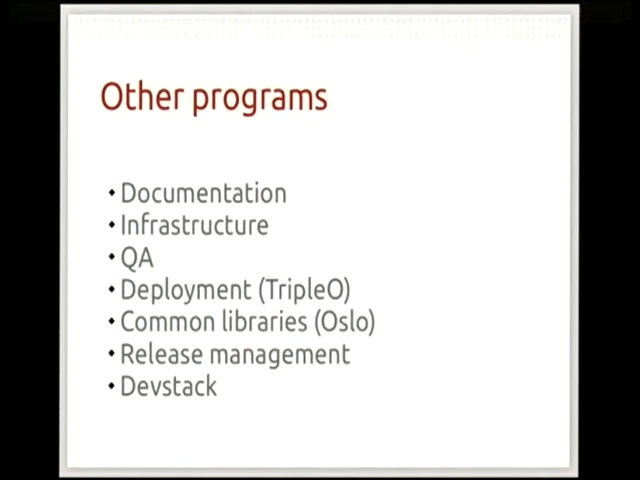 Other programs
Documentation
Infrastructure
QA
Deployment (TripleO)
Common libraries (Oslo)
Release management
Devstack